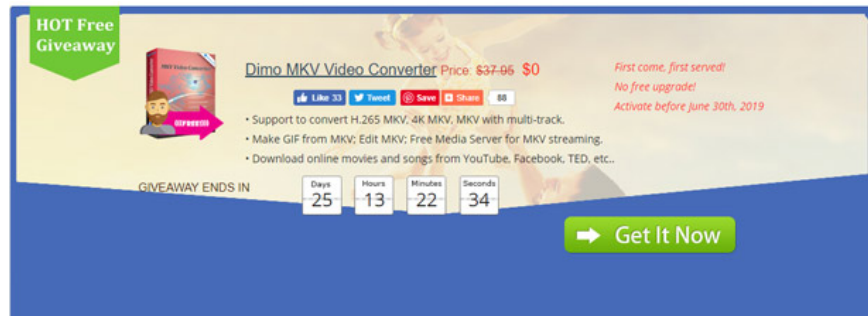 HOT Free
Giveaway
MKV Video Converter
Dimo MKV Video Converter Price: $37.95 $0
Like 33 Tweet Save Share 88
• Support to convert H.265 MKV, 4K MKV, MKV with multi-track.
• Make GIF from MKV; Edit MKV; Free Media Server for MKV streaming.
• Download online movies and songs from YouTube, Facebook, TED, etc..
First come, first served!
No free upgrade!
Activate before June 30th, 2019
GIVEAWAY ENDS IN
Days Hours Minutes Seconds
25 13 22 34
Get It Now